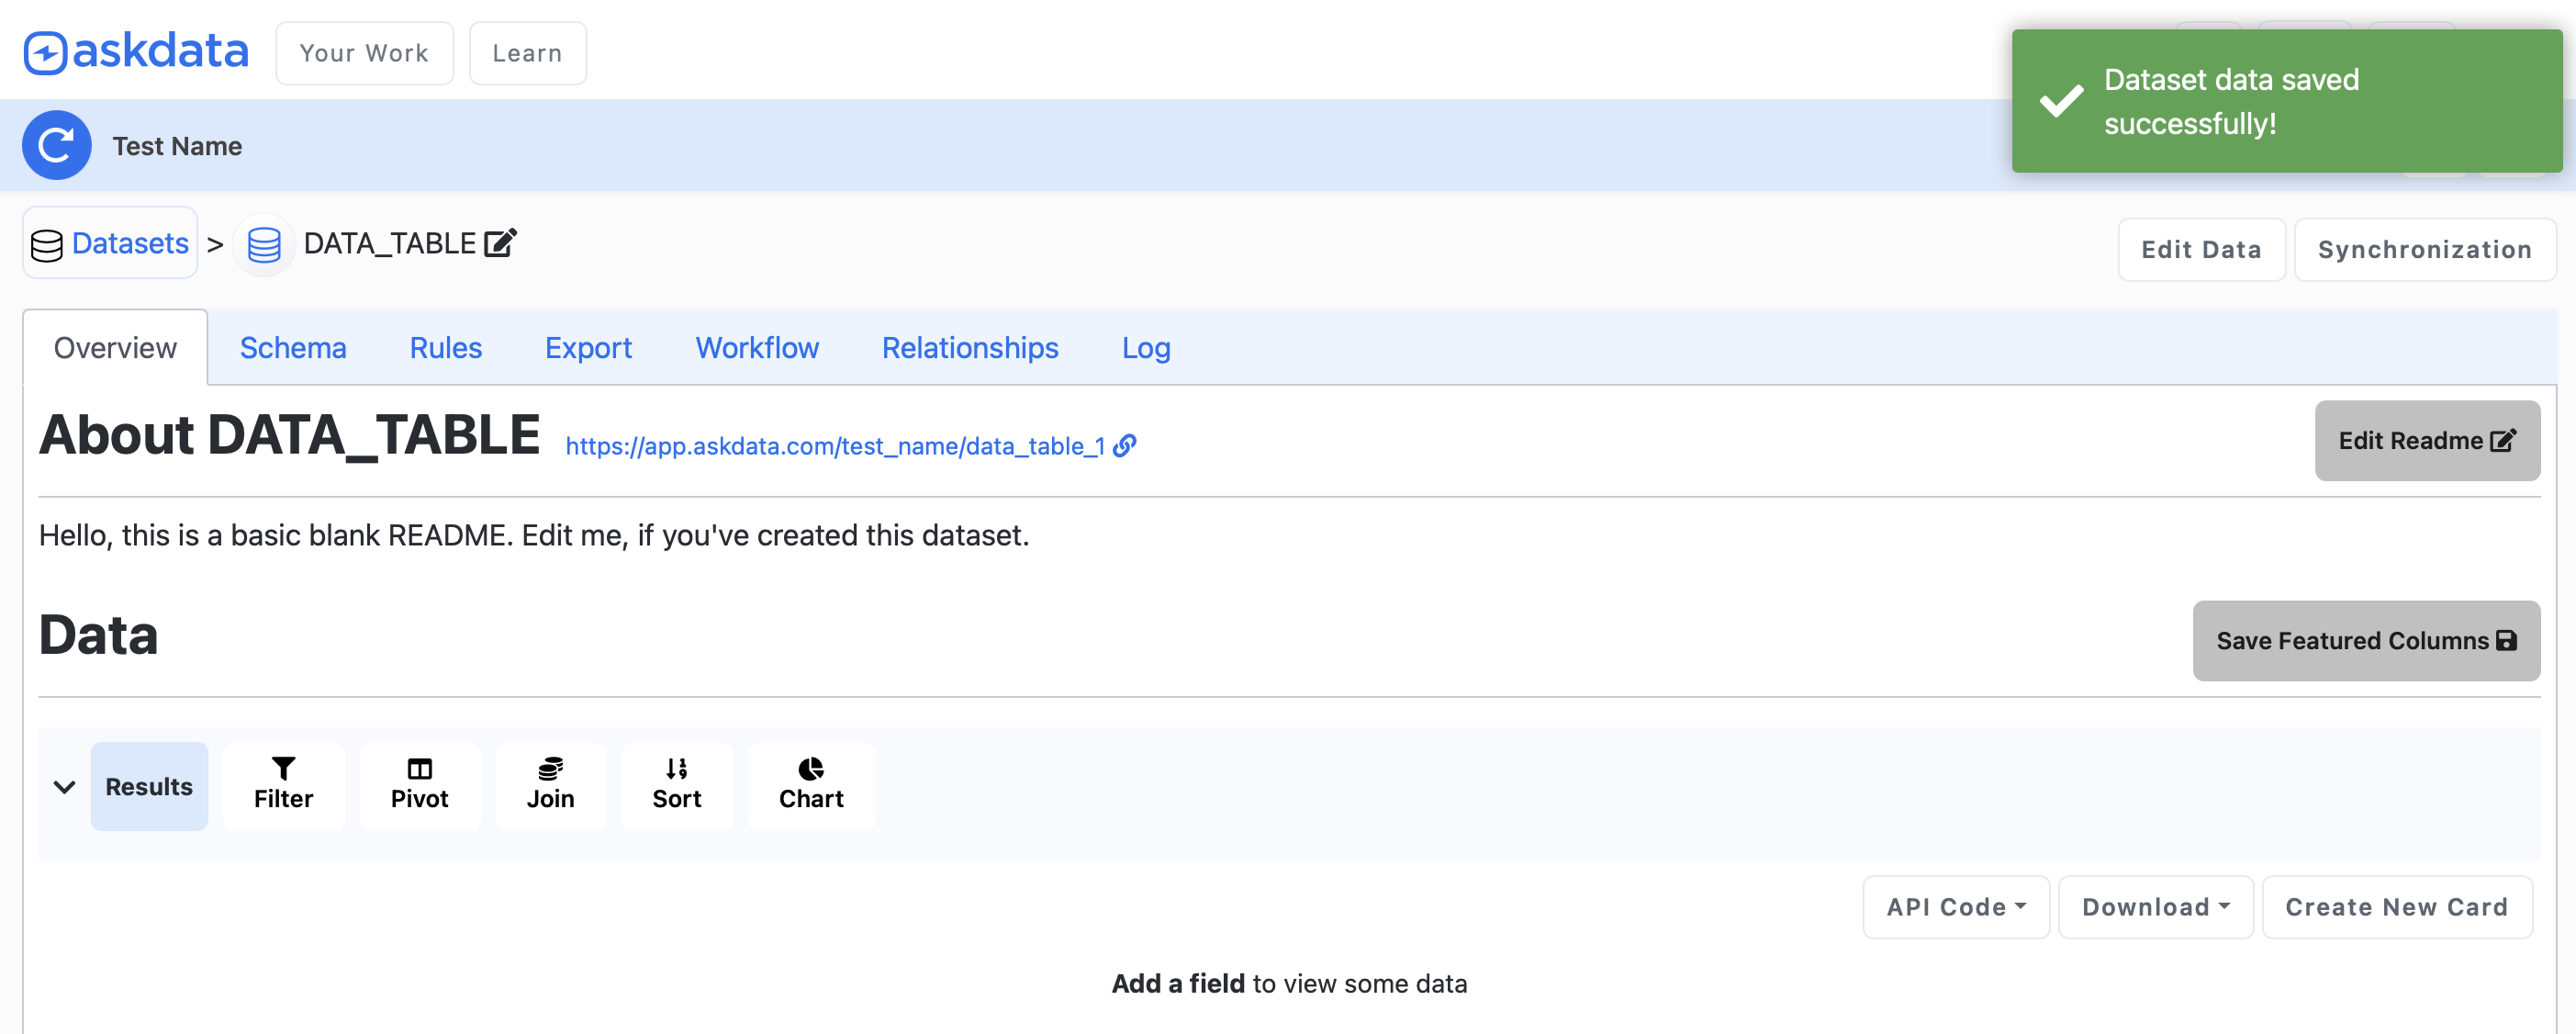 askdata Your Work Learn
Dataset data saved
successfully!
Test Name
Datasets > DATA_TABLE
Edit Data Synchronization
Overview Schema Rules Export Workflow Relationships Log
About DATA_TABLE https://app.askdata.com/test_name/data_table_1 Edit Readme
Hello, this is a basic blank README. Edit me, if you've created this dataset.
Data Save Featured Columns
Results Filter Pivot Join Sort Chart
API Code Download Create New Card
Add a field to view some data